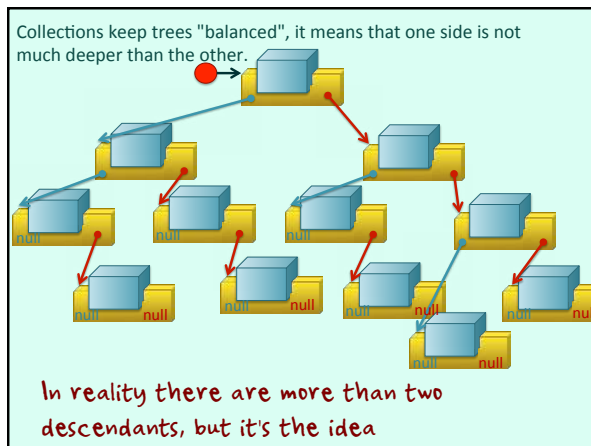 Collections keep trees "balanced", it means that one side is not
much deeper than the other.
null
null
null
null null
null
null null
null
null null
In reality there are more than two
descendants, but it's the idea